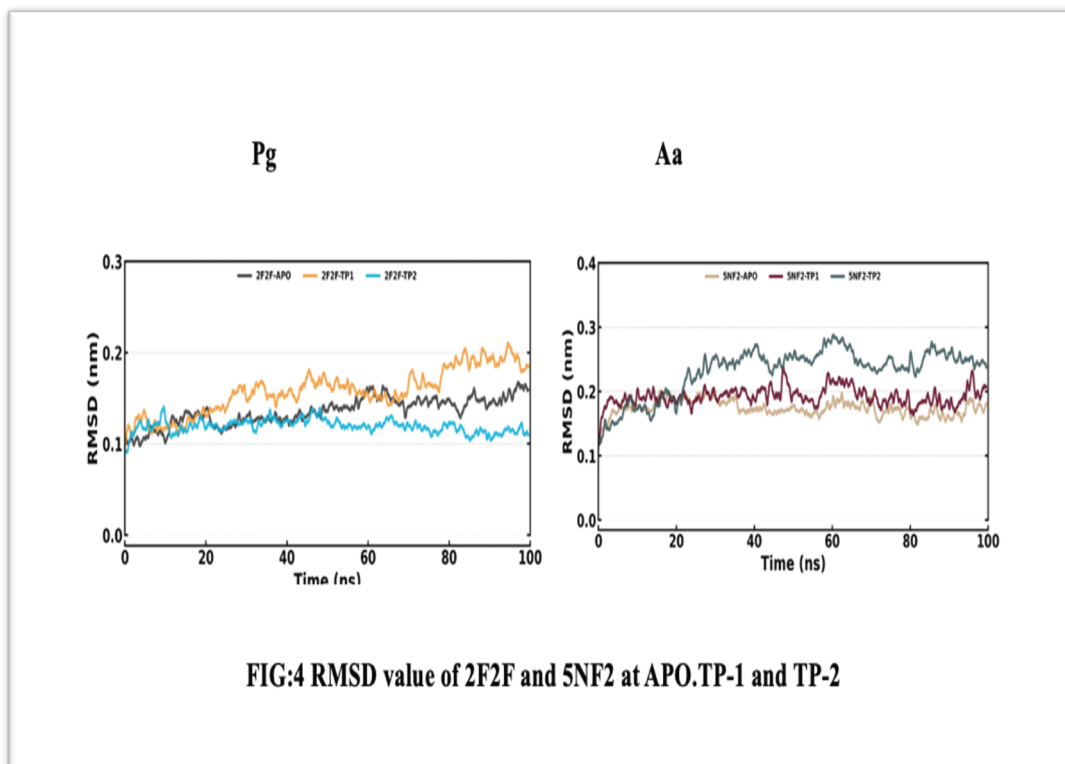 Pg
Aa
0.3
0.2
0.1
0.0
RMSD (nm)
2F2F-APO 2F2F-TP1 2F2F-TP2
0 20 40 60 80 100
Time (ns)
0.4
0.3
0.2
0.1
0.0
RMSD (nm)
5NF2-APO 5NF2-TP1 5NF2-TP2
0 20 40 60 80 100
Time (ns)
FIG:4 RMSD value of 2F2F and 5NF2 at APO.TP-1 and TP-2